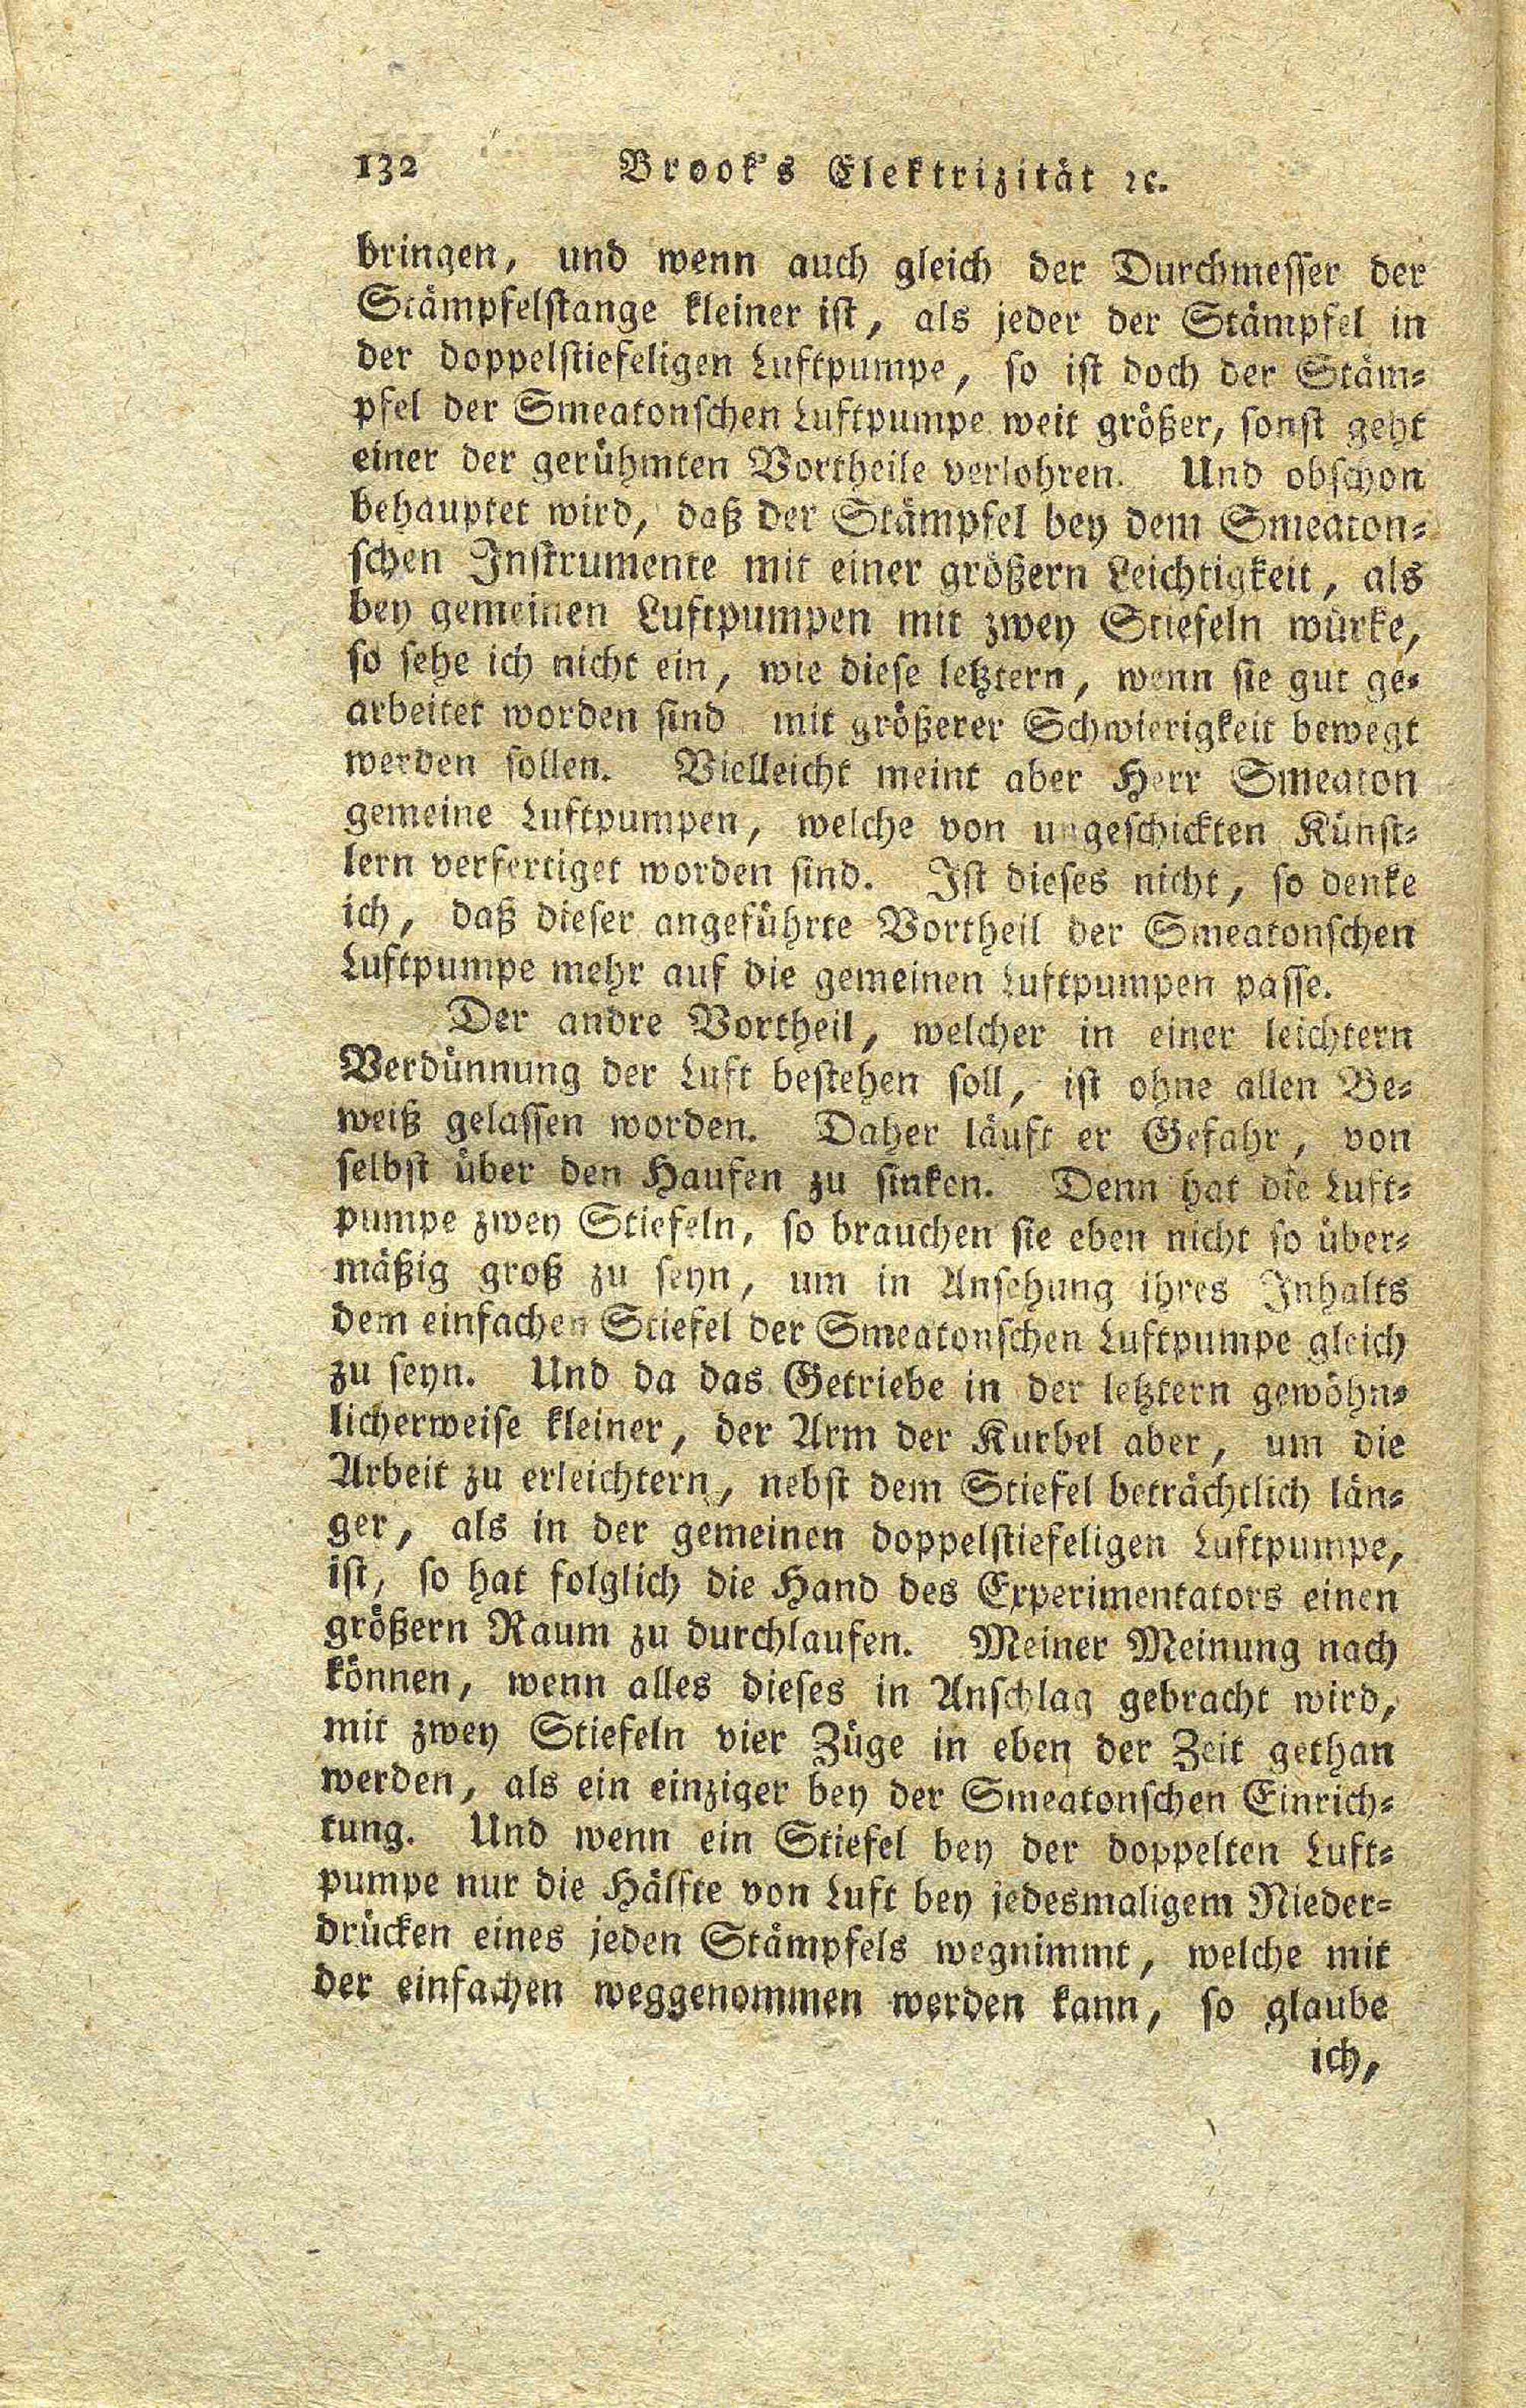 132 Brook's Elektrizität ꝛc.
bringen, und wenn auch gleich der Durchmesser der
Stämpfelstange kleiner ist, als jeder der Stämpfel in
der doppelstiefeligen Luftpumpe, so ist doch der Stäm-
pfel der Smeatonschen Luftpumpe weit größer, sonst geht
einer der gerühmten Vortheile verlohren. Und obschon
behauptet wird, daß der Stämpfel bey dem Smeaton-
schen Instrumente mit einer größern Leichtigkeit, als
bey gemeinen Luftpumpen mit zwey Stiefeln würke,
so sehe ich nicht ein, wie diese letztern, wenn sie gut ge-
arbeitet worden sind mit größerer Schwierigkeit bewegt
werden sollen. Vielleicht meint aber Herr Smeaton
gemeine Luftpumpen, welche von ungeschickten Künst-
lern verfertiget worden sind. Ist dieses nicht, so denke
ich, daß dieser angeführte Vortheil der Smeatonschen
Luftpumpe mehr auf die gemeinen Luftpumpen passe.
Der andre Vortheil, welcher in einer leichtern
Verdünnung der Luft bestehen soll, ist ohne allen Be-
weiß gelassen worden. Daher läuft er Gefahr, von
selbst über den Haufen zu sinken. Denn hat die Luft-
pumpe zwey Stiefeln, so brauchen sie eben nicht so über-
mäßig groß zu seyn, um in Ansehung ihres Inhalts
dem einfachen Stiefel der Smeatonschen Luftpumpe gleich
zu seyn. Und da das Getriebe in der letztern gewöhn-
licherweise kleiner, der Arm der Kurbel aber, um die
Arbeit zu erleichtern, nebst dem Stiefel beträchtlich län-
ger, als in der gemeinen doppelstiefeligen Luftpumpe,
ist, so hat folglich die Hand des Experimentators einen
größern Raum zu durchlaufen. Meiner Meinung nach
können, wenn alles dieses in Anschlag gebracht wird,
mit zwey Stiefeln vier Züge in eben der Zeit gethan
werden, als ein einziger bey der Smeatonschen Einrich-
tung. Und wenn ein Stiefel bey der doppelten Luft-
pumpe nur die Hälfte von Luft bey jedesmaligem Nieder-
drücken eines jeden Stämpfels wegnimmt, welche mit
der einfachen weggenommen werden kann, so glaube
ich,